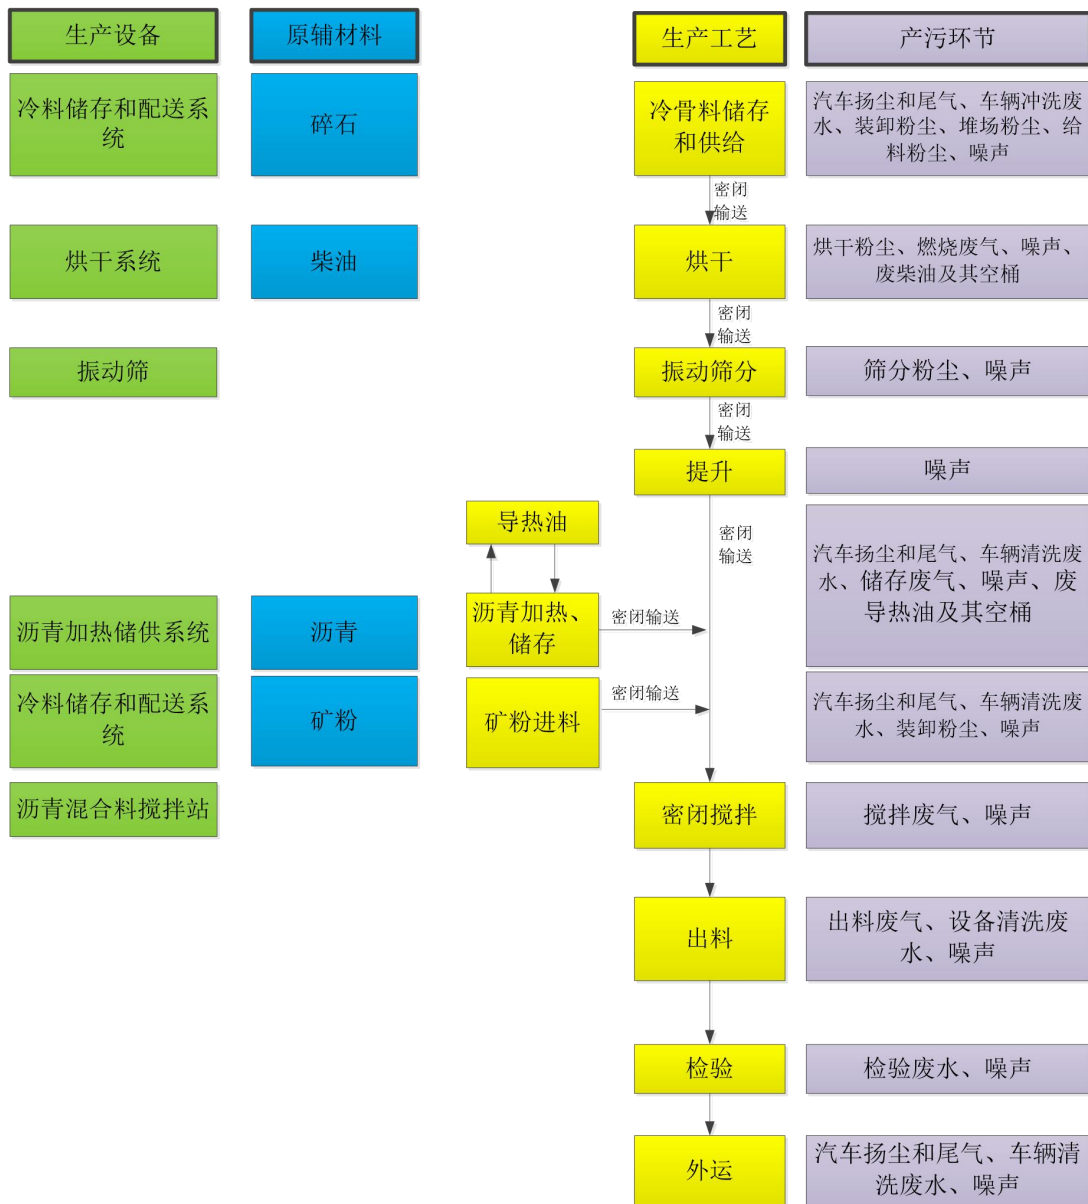 生产设备
原辅材料
生产工艺
产污环节
冷料储存和配送系
统
碎石
冷骨料储存
和供给
汽车扬尘和尾气、车辆冲洗废
水、装卸粉尘、堆场粉尘、给
料粉尘、噪声
密闭
输送
烘干系统
柴油
烘干
烘干粉尘、燃烧废气、噪声、
废柴油及其空桶
密闭
输送
振动筛
振动筛分
筛分粉尘、噪声
密闭
输送
提升
噪声
导热油
密闭
输送
汽车扬尘和尾气、车辆清洗废
水、储存废气、噪声、废
导热油及其空桶
沥青加热储供系统
沥青
沥青加热、
储存
密闭输送
冷料储存和配送系
统
矿粉
矿粉进料
密闭输送
汽车扬尘和尾气、车辆清洗废
水、装卸粉尘、噪声
沥青混合料搅拌站
密闭搅拌
搅拌废气、噪声
出料
出料废气、设备清洗废
水、噪声
检验
检验废水、噪声
外运
汽车扬尘和尾气、车辆清
洗废水、噪声